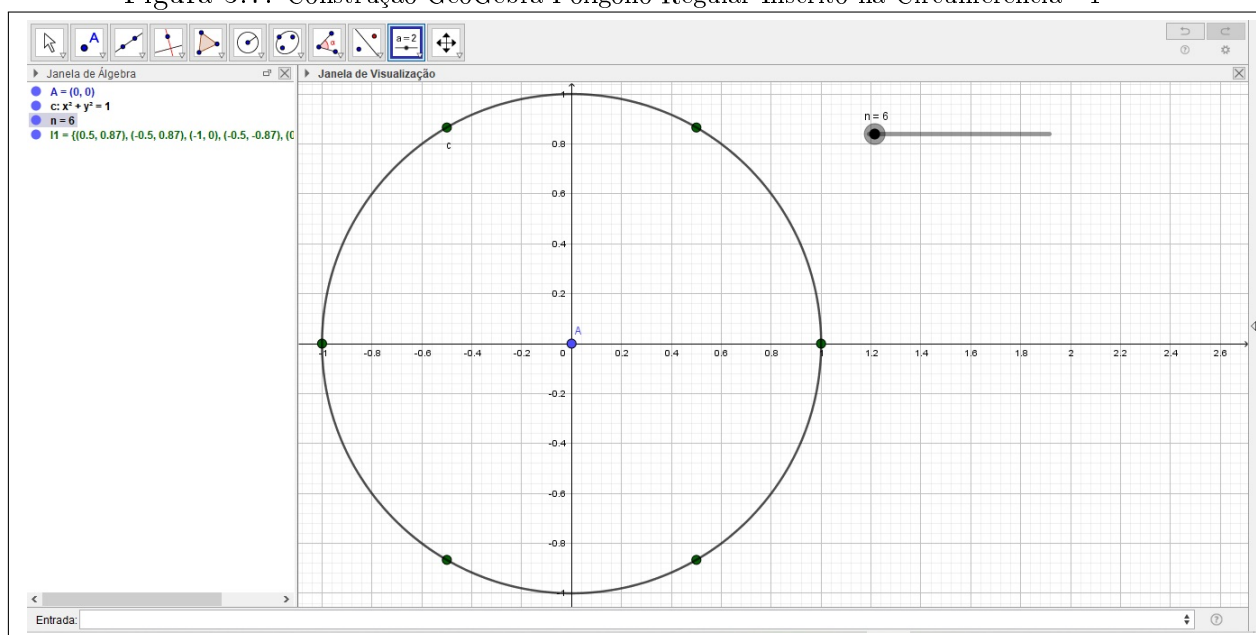 Figura 3.7: Construção GeoGebra Polígono Regular Inscrito na Circunferência - 1
a = 2
Janela de Álgebra
A = (0, 0)
c: x² + y² = 1
n = 6
l1 = {(0.5, 0.87), (-0.5, 0.87), (-1, 0), (-0.5, -0.87), (0
Janela de Visualização
n = 6
c
A
1
0.8
0.6
0.4
0.2
-1 -0.8 -0.6 -0.4 -0.2 0 0.2 0.4 0.6 0.8 1 1.2 1.4 1.6 1.8 2 2.2 2.4 2.6
-0.2
-0.4
-0.6
-0.8
-1
Entrada: